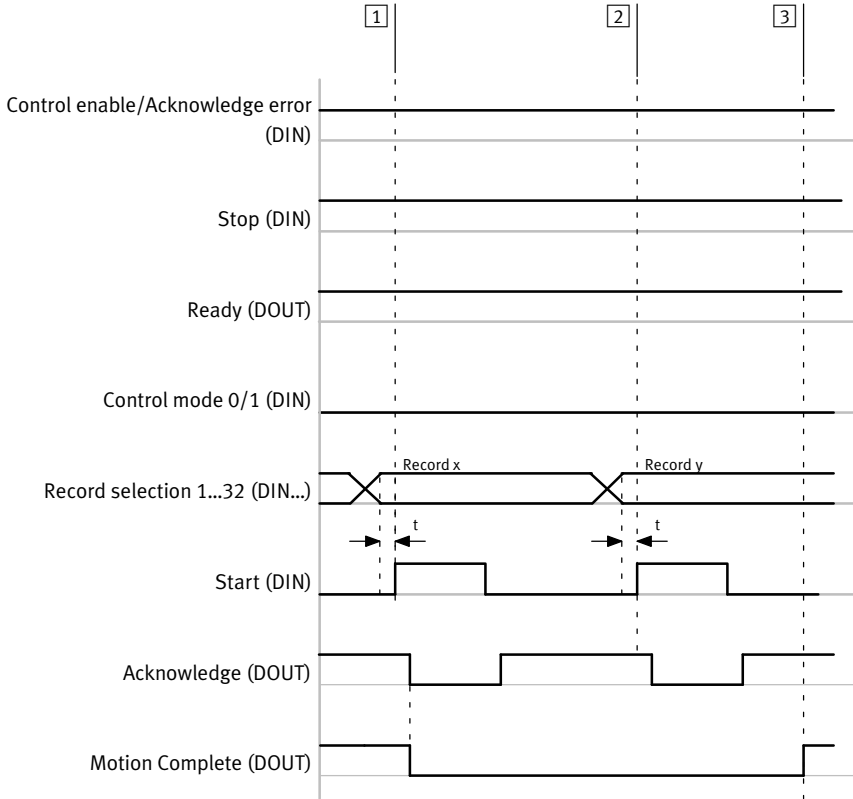 1 2 3
Control enable/Acknowledge error
(DIN)
Stop (DIN)
Ready (DOUT)
Control mode 0/1 (DIN)
Record x Record y
Record selection 1...32 (DIN...)
t t
Start (DIN)
Acknowledge (DOUT)
Motion Complete (DOUT)